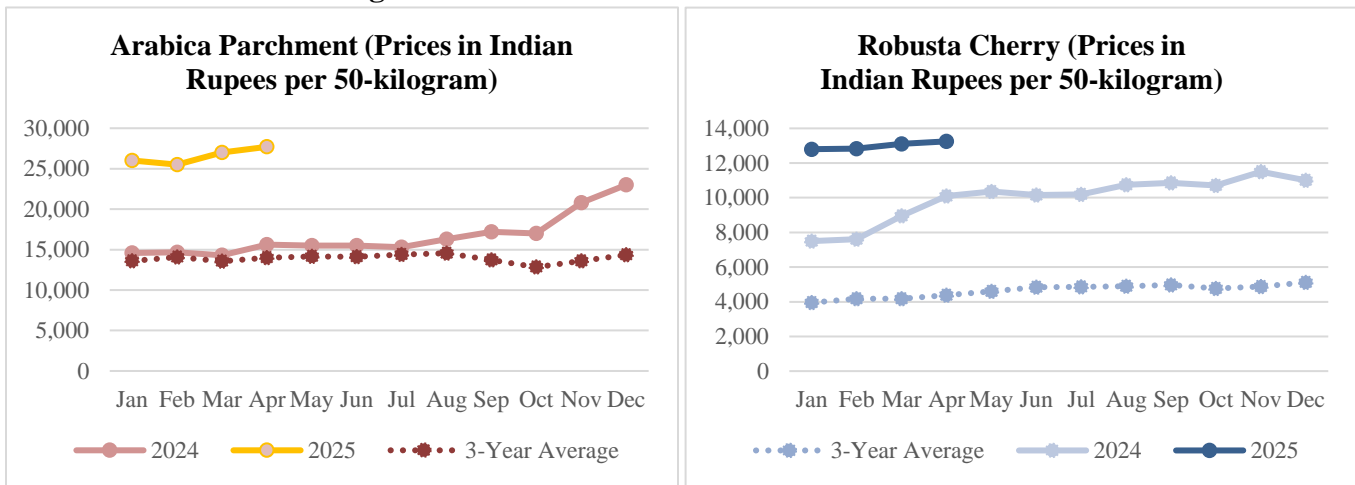 Arabica Parchment (Prices in Indian
Rupees per 50-kilogram)
30,000
25,000
20,000
15,000
10,000
5,000
0
Jan Feb Mar Apr May Jun Jul Aug Sep Oct Nov Dec
2024 2025 3-Year Average
Robusta Cherry (Prices in
Indian Rupees per 50-kilogram)
14,000
12,000
10,000
8,000
6,000
4,000
2,000
0
Jan Feb Mar Apr May Jun Jul Aug Sep Oct Nov Dec
3-Year Average 2024 2025